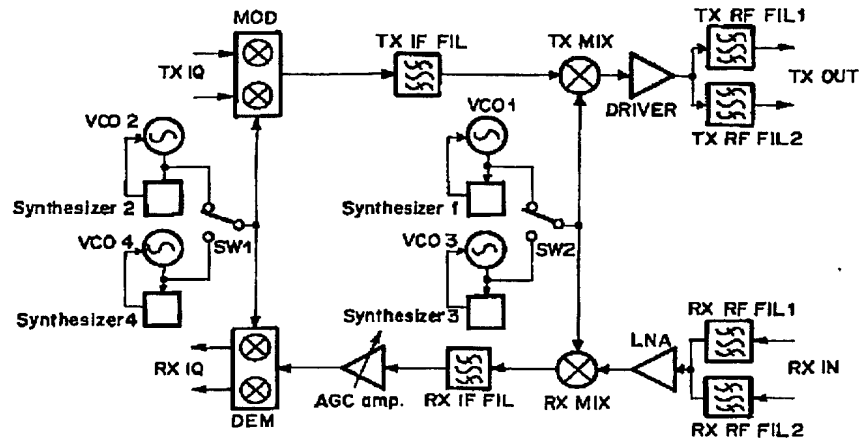 MOD
TX IF FIL
TX MIX
TX RF FIL1
TX IQ
TX OUT
DRIVER
TX RF FIL2
VCO 2
VCO 1
Synthesizer 2
Synthesizer 1
VCO 4
SW1
VCO 3
SW2
Synthesizer 4
Synthesizer 3
RX RF FIL1
LNA
RX IQ
RX IN
AGC amp.
RX IF FIL
RX MIX
DEM
RX RF FIL2